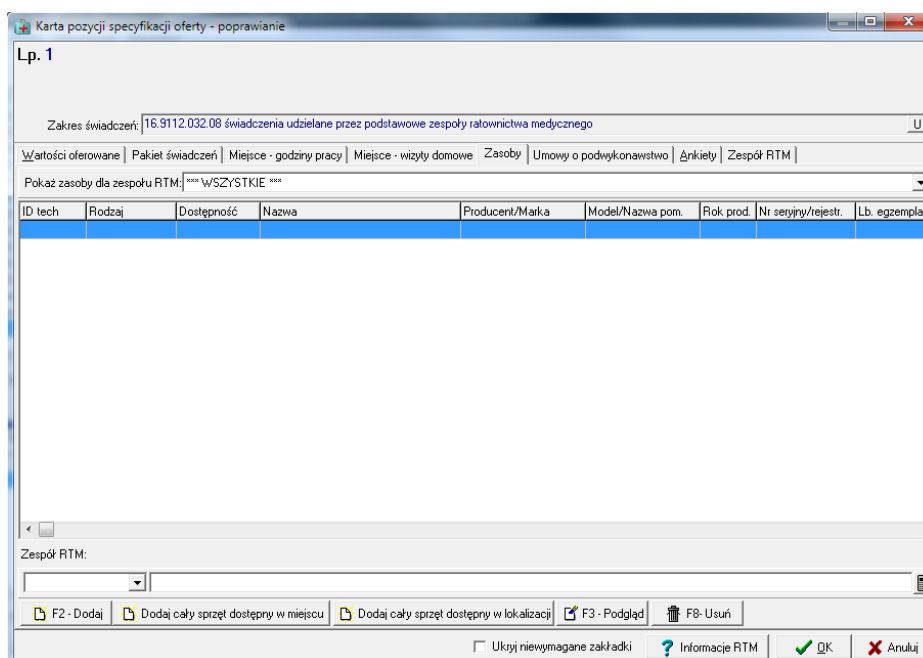 Karta pozycji specyfikacji oferty - poprawianie
Lp. 1
Zakres świadczeń: 16.9112.032.08 świadczenia udzielane przez podstawowe zespoły ratownictwa medycznego U
Wartości oferowane Pakiet świadczeń Miejsce - godziny pracy Miejsce - wizyty domowe Zasoby Umowy o podwykonawstwo Ankiety Zespół RTM
Pokaż zasoby dla zespołu RTM: *** WSZYSTKIE ***
ID tech Rodzaj Dostępność Nazwa Producent/Marka Model/Nazwa pom. Rok prod. Nr seryjny/rejestr. Lb. egzempla
Zespół RTM:
F2 - Dodaj Dodaj cały sprzęt dostępny w miejscu Dodaj cały sprzęt dostępny w lokalizacji F3 - Podgląd F8- Usuń
Ukryj niewymagane zakładki Informacje RTM OK Anuluj